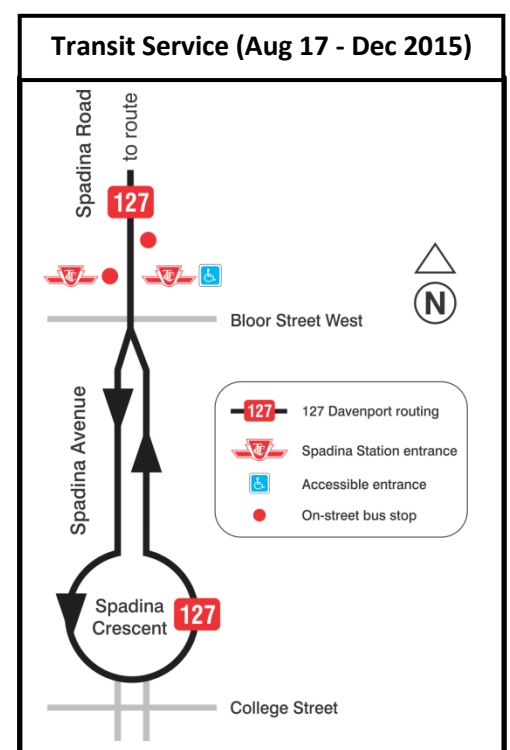 Transit Service (Aug 17 - Dec 2015)
Spadina Road
to route
127
Bloor Street West
N
Spadina Avenue
127 127 Davenport routing
Spadina Station entrance
Accessible entrance
On-street bus stop
Spadina
Crescent
127
College Street